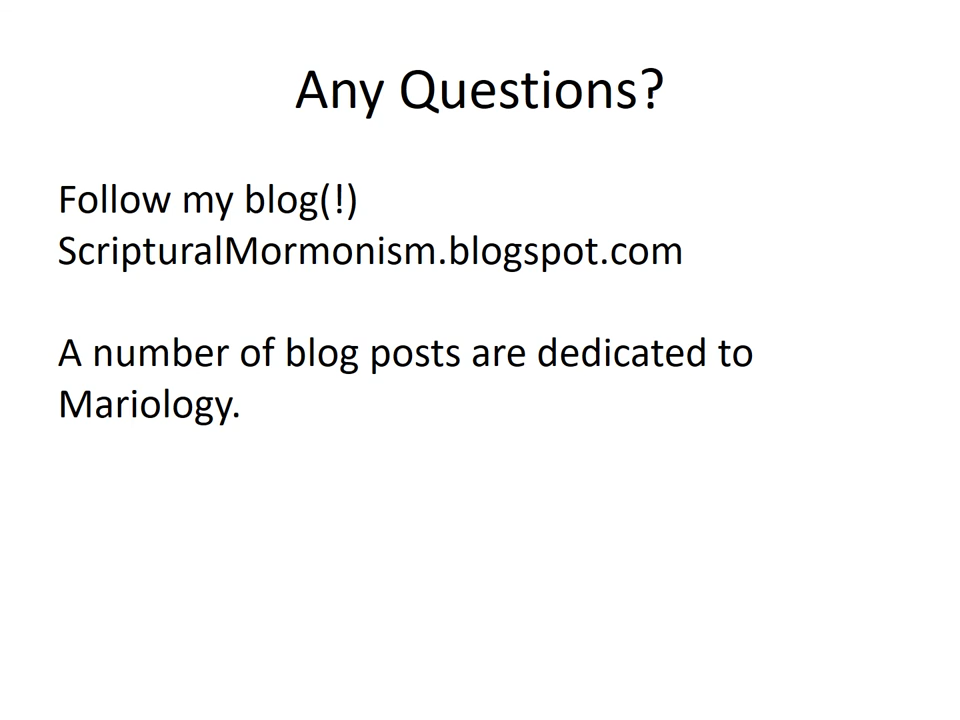 Any Questions?
Follow my blog(!)
ScripturalMormonism.blogspot.com
A number of blog posts are dedicated to
Mariology.